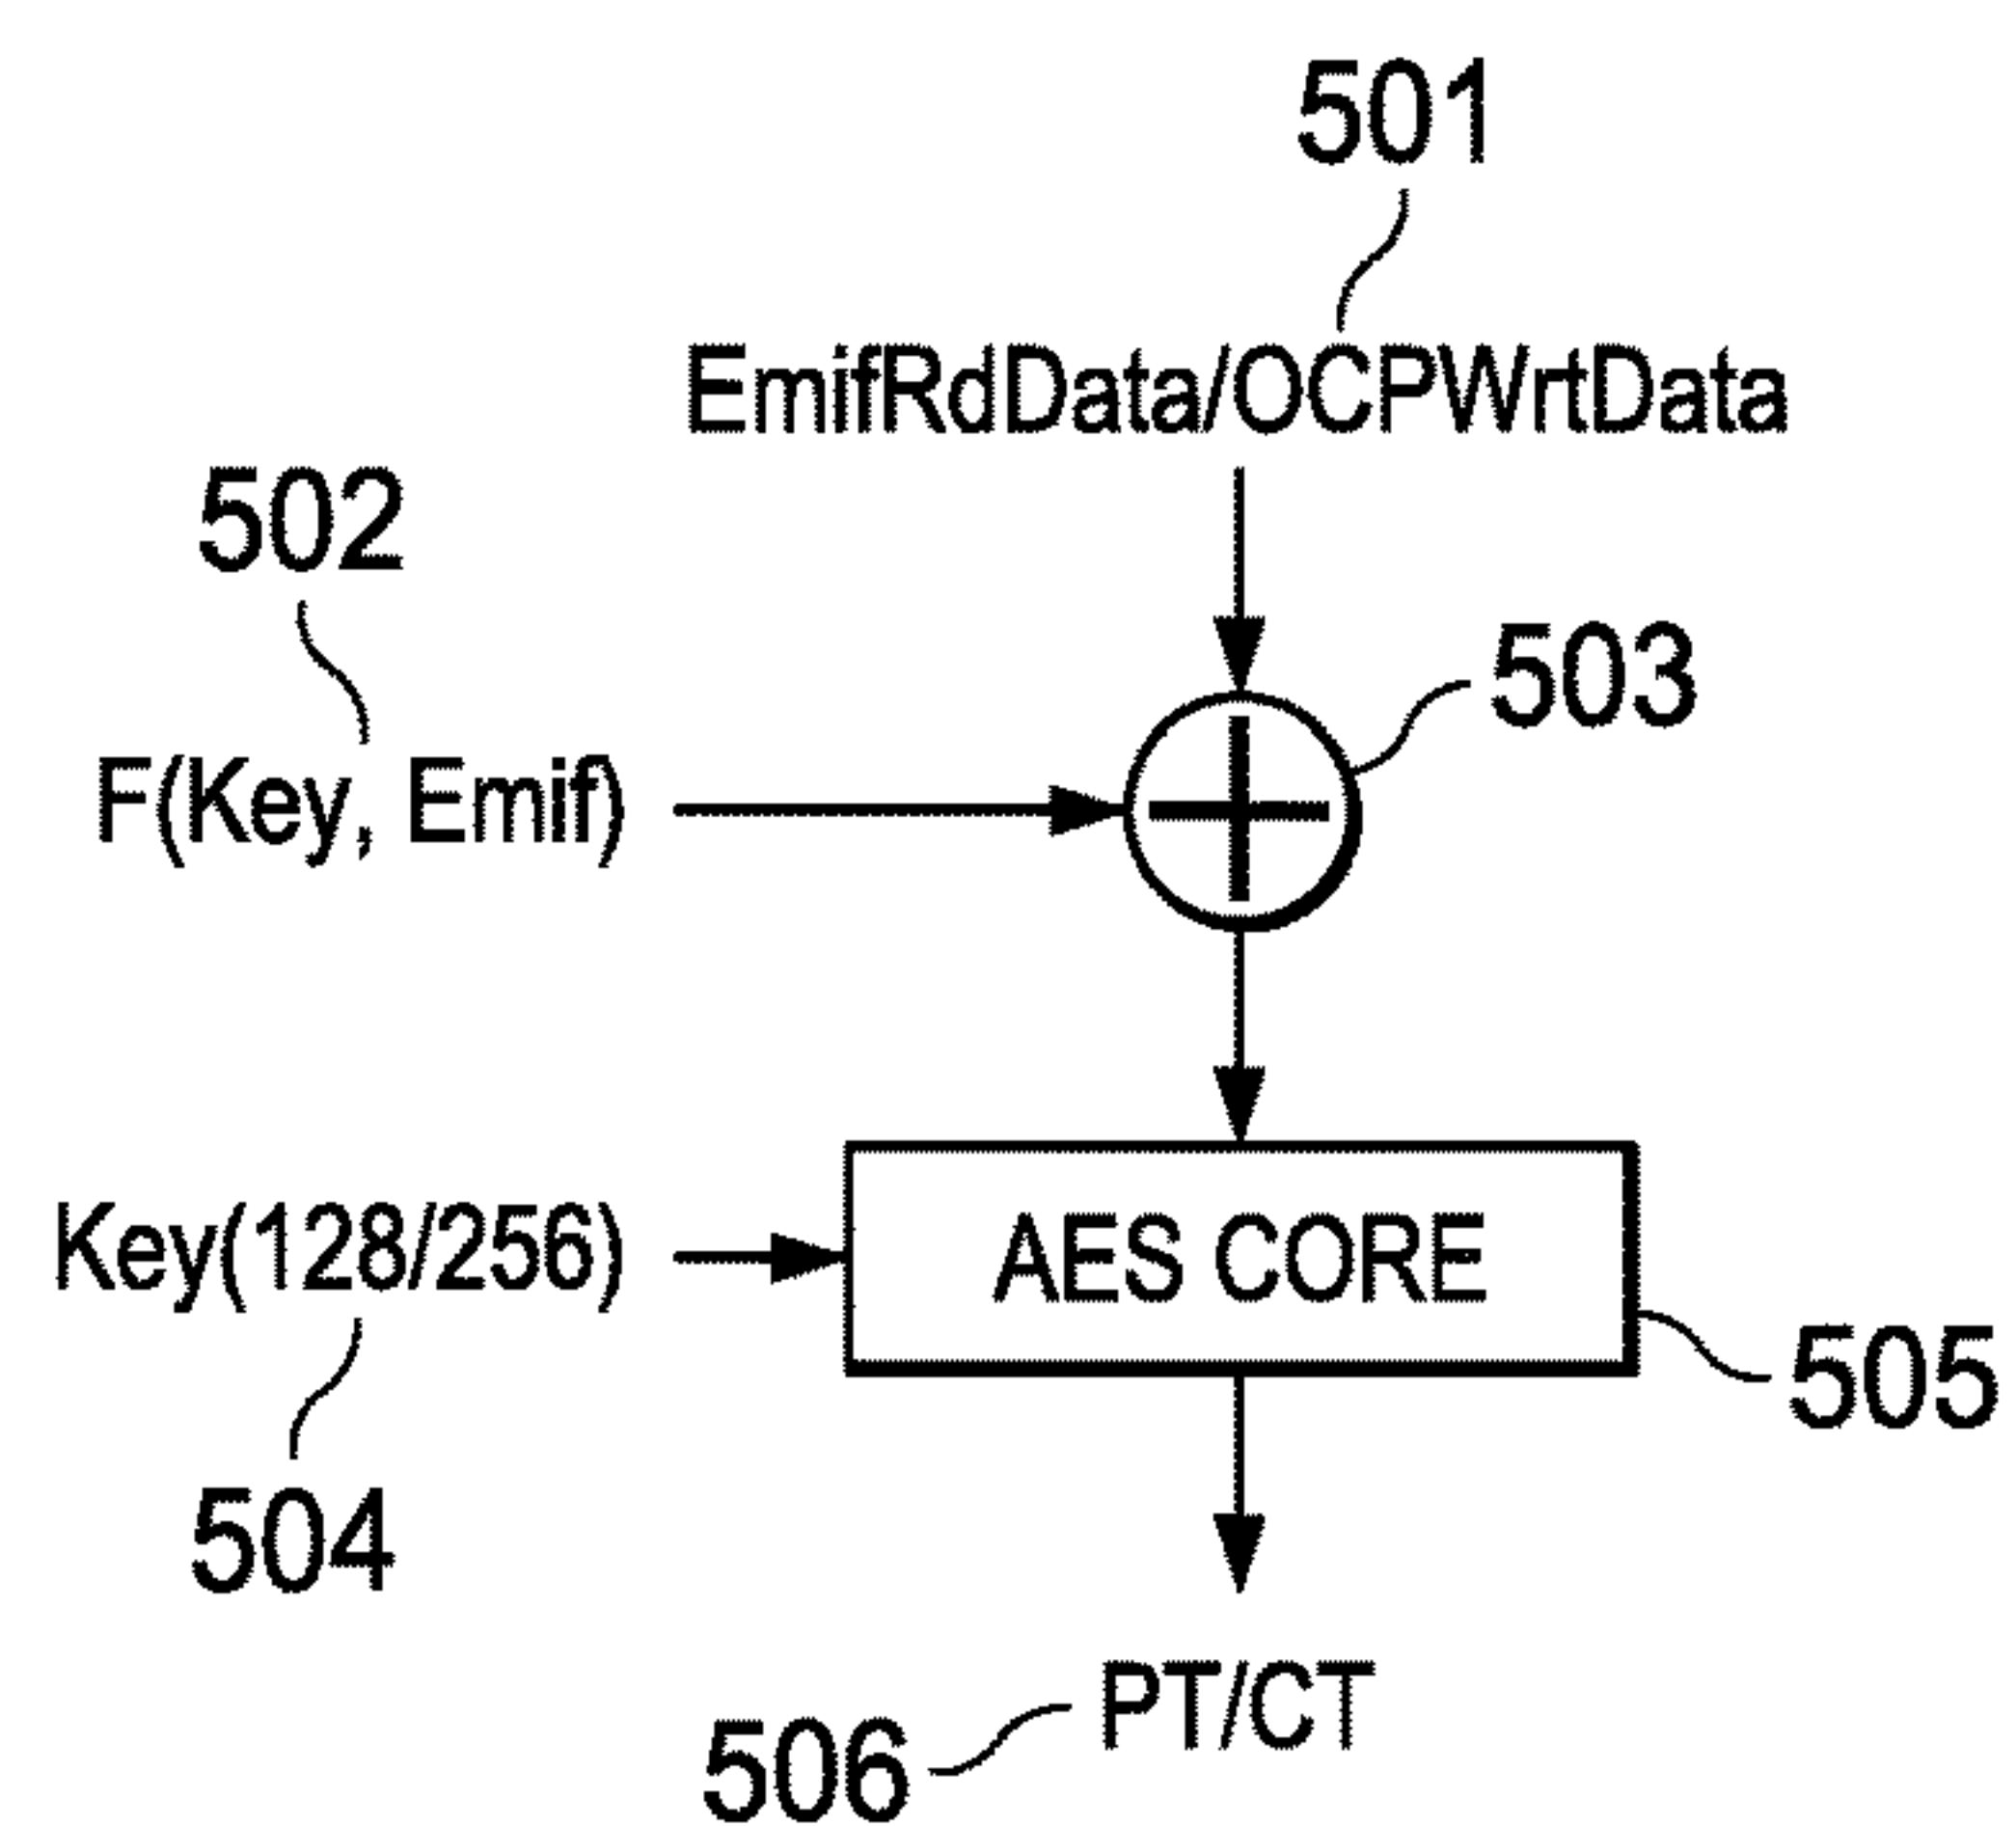 501
EmifRdData/OCPWrtData
502
503
F(Key, Emif)
Key(128/256)
AES CORE
505
504
PT/CT
506